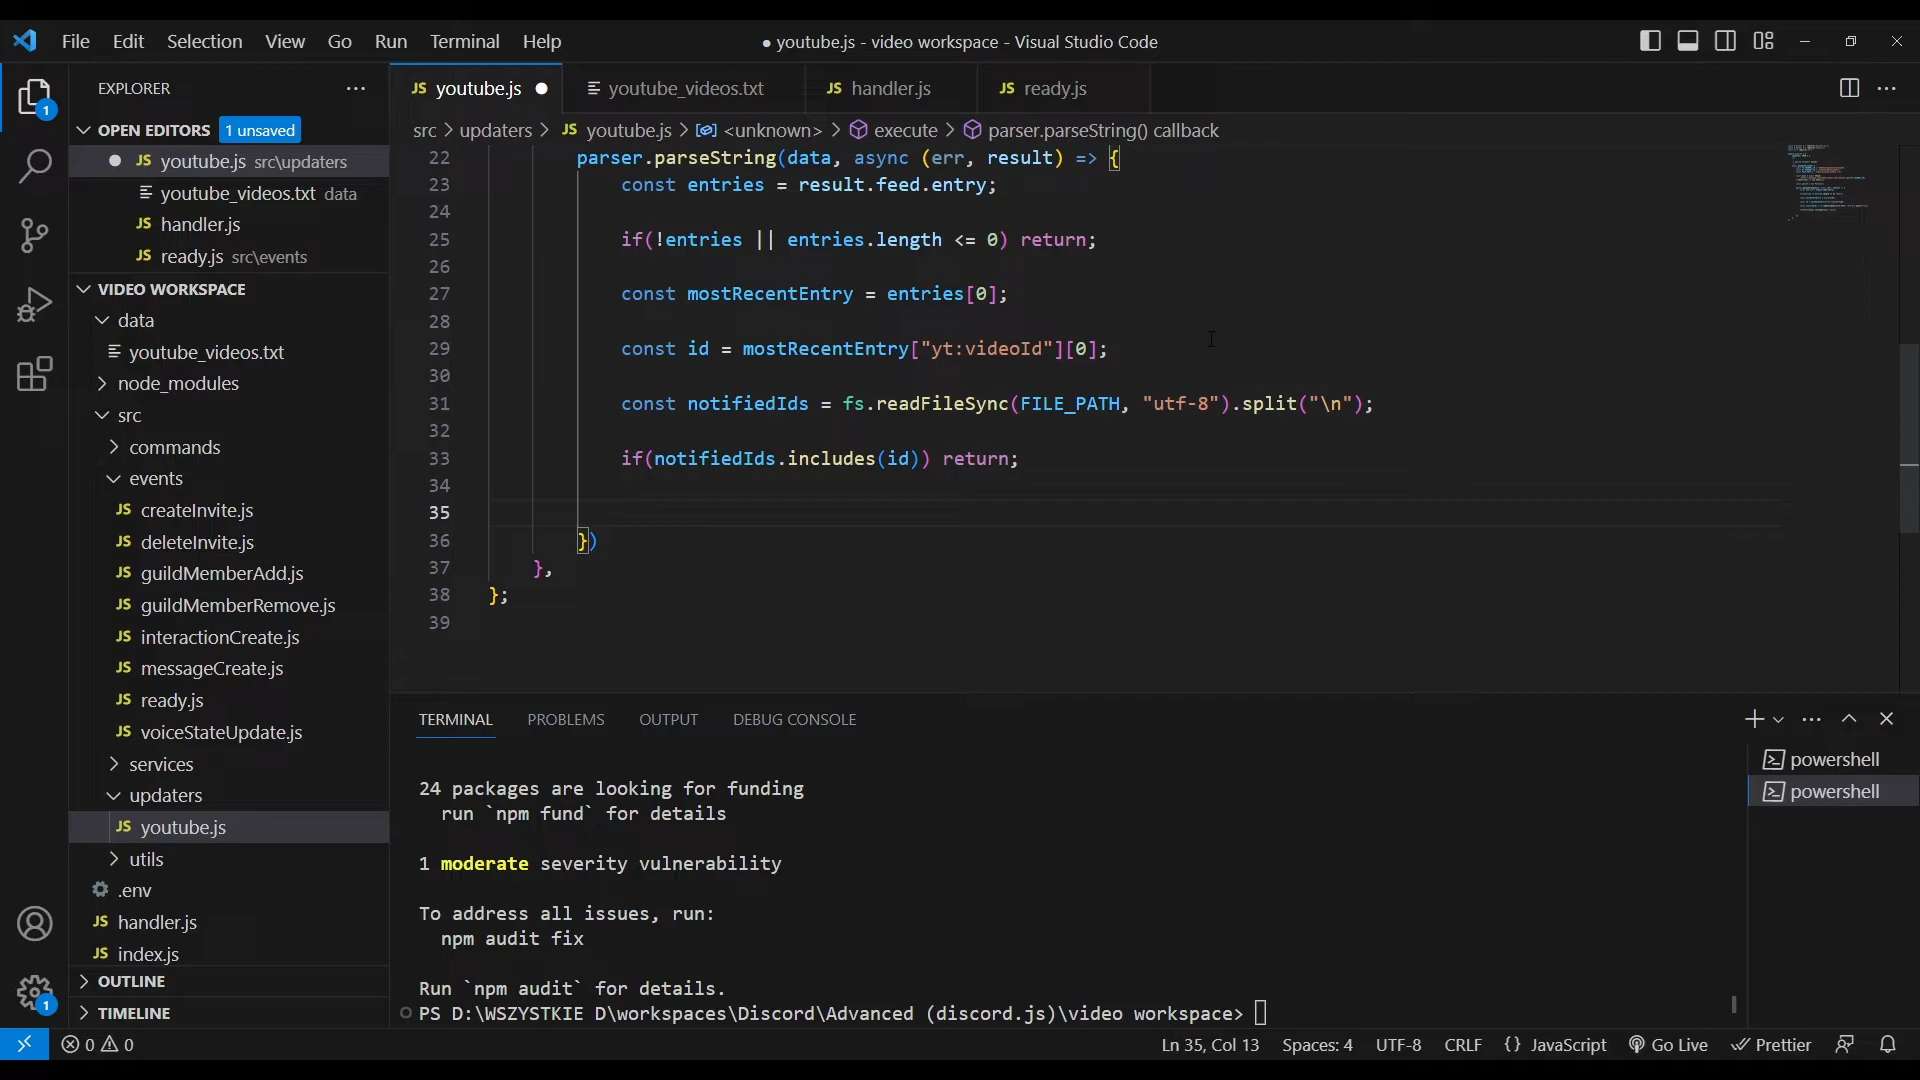 File Edit Selection View Go Run Terminal Help
● youtube.js - video workspace - Visual Studio Code
EXPLORER
OPEN EDITORS 1 unsaved
JS youtube.js src\updaters
youtube_videos.txt data
JS handler.js
JS ready.js src\events
VIDEO WORKSPACE
data
youtube_videos.txt
node_modules
src
commands
events
JS createInvite.js
JS deleteInvite.js
JS guildMemberAdd.js
JS guildMemberRemove.js
JS interactionCreate.js
JS messageCreate.js
JS ready.js
JS voiceStateUpdate.js
services
updaters
JS youtube.js
utils
.env
JS handler.js
JS index.js
OUTLINE
TIMELINE
1
1
JS youtube.js youtube_videos.txt JS handler.js JS ready.js
src > updaters > JS youtube.js > <unknown> > execute > parser.parseString() callback
22 parser.parseString(data, async (err, result) => {
23 const entries = result.feed.entry;
24
25 if(!entries || entries.length <= 0) return;
26
27 const mostRecentEntry = entries[0];
28
29 const id = mostRecentEntry["yt:videoId"][0];
30
31 const notifiedIds = fs.readFileSync(FILE_PATH, "utf-8").split("\n");
32
33 if(notifiedIds.includes(id)) return;
34
35
36 })
37 },
38 };
39
TERMINAL PROBLEMS OUTPUT DEBUG CONSOLE
24 packages are looking for funding
run `npm fund` for details
1 moderate severity vulnerability
To address all issues, run:
npm audit fix
Run `npm audit` for details.
PS D:\WSZYSTKIE D\workspaces\Discord\Advanced (discord.js)\video workspace>
powershell
powershell
0 0 Ln 35, Col 13 Spaces: 4 UTF-8 CRLF {} JavaScript Go Live Prettier